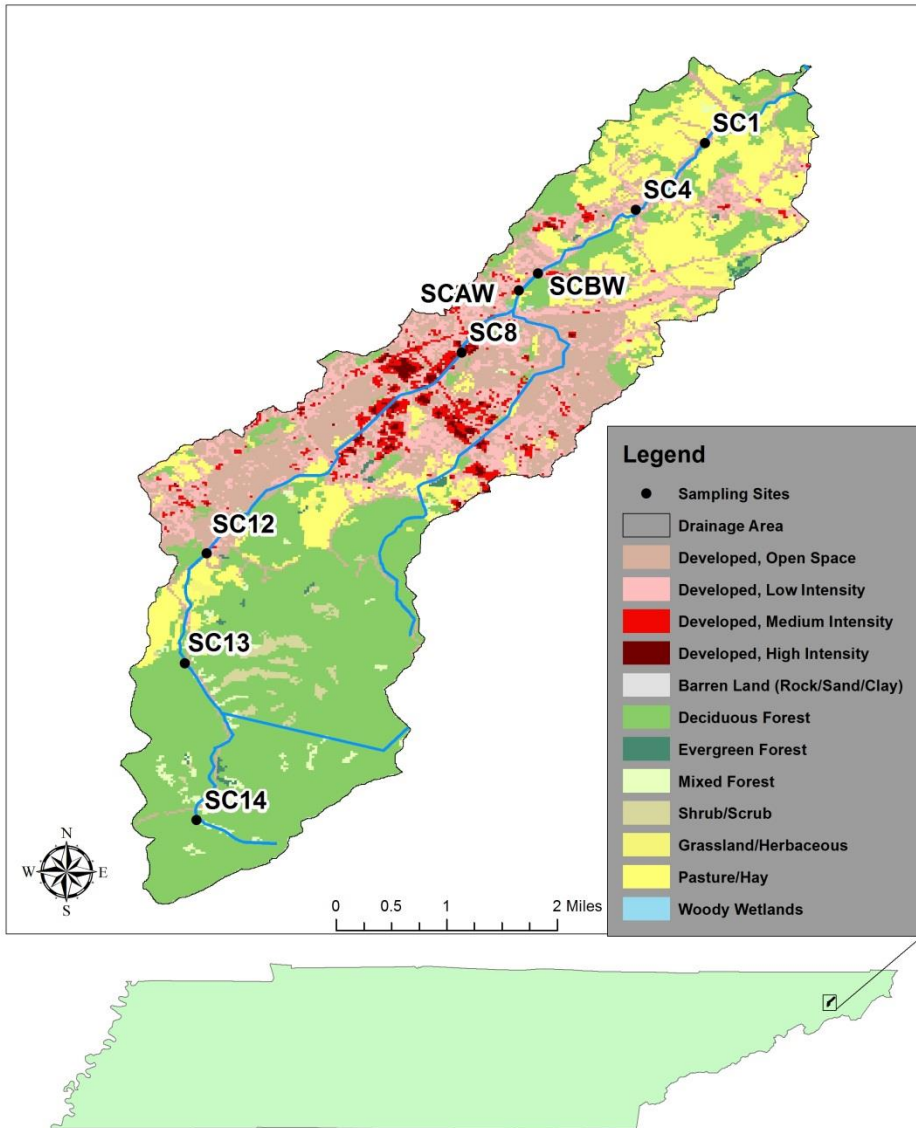 SC1
SC4
SCBW
SCAW
SC8
SC12
SC13
SC14
Legend
Sampling Sites
Drainage Area
Developed, Open Space
Developed, Low Intensity
Developed, Medium Intensity
Developed, High Intensity
Barren Land (Rock/Sand/Clay)
Deciduous Forest
Evergreen Forest
Mixed Forest
Shrub/Scrub
Grassland/Herbaceous
Pasture/Hay
Woody Wetlands
N
W E
S
0 0.5 1 2 Miles